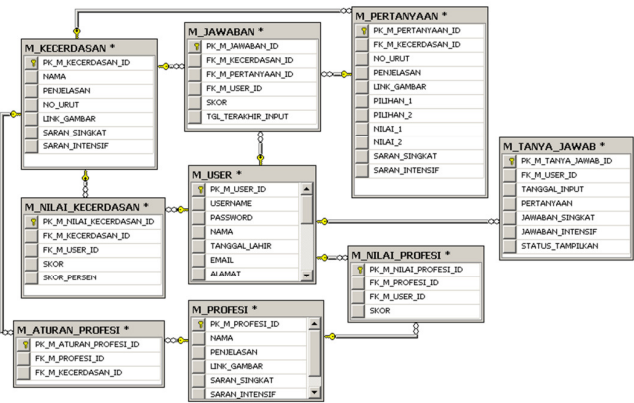 M_KECERDASAN *
PK_M_KECERDASAN_ID
NAMA
PENJELASAN
NO_URUT
LINK_GAMBAR
SARAN_SINGKAT
SARAN_INTENSIF
M_JAWABAN *
PK_M_JAWABAN_ID
FK_M_KECERDASAN_ID
FK_M_PERTANYAAN_ID
FK_M_USER_ID
SKOR
TGL_TERAKHIR_INPUT
M_PERTANYAAN *
PK_M_PERTANYAAN_ID
FK_M_KECERDASAN_ID
NO_URUT
PENJELASAN
LINK_GAMBAR
PILIHAN_1
PILIHAN_2
NILAI_1
NILAI_2
SARAN_SINGKAT
SARAN_INTENSIF
M_TANYA_JAWAB *
PK_M_TANYA_JAWAB_ID
FK_M_USER_ID
TANGGAL_INPUT
PERTANYAAN
JAWABAN_SINGKAT
JAWABAN_INTENSIF
STATUS_TAMPILKAN
M_NILAI_KECERDASAN *
PK_M_NILAI_KECERDASAN_ID
FK_M_KECERDASAN_ID
FK_M_USER_ID
SKOR
SKOR_PERSEN
M_USER *
PK_M_USER_ID
USERNAME
PASSWORD
NAMA
TANGGAL_LAHIR
EMAIL
ALAMAT
M_NILAI_PROFESI *
PK_M_NILAI_PROFESI_ID
FK_M_PROFESI_ID
FK_M_USER_ID
SKOR
M_ATURAN_PROFESI *
PK_M_ATURAN_PROFESI_ID
FK_M_PROFESI_ID
FK_M_KECERDASAN_ID
M_PROFESI *
PK_M_PROFESI_ID
NAMA
PENJELASAN
LINK_GAMBAR
SARAN_SINGKAT
SARAN_INTENSIF